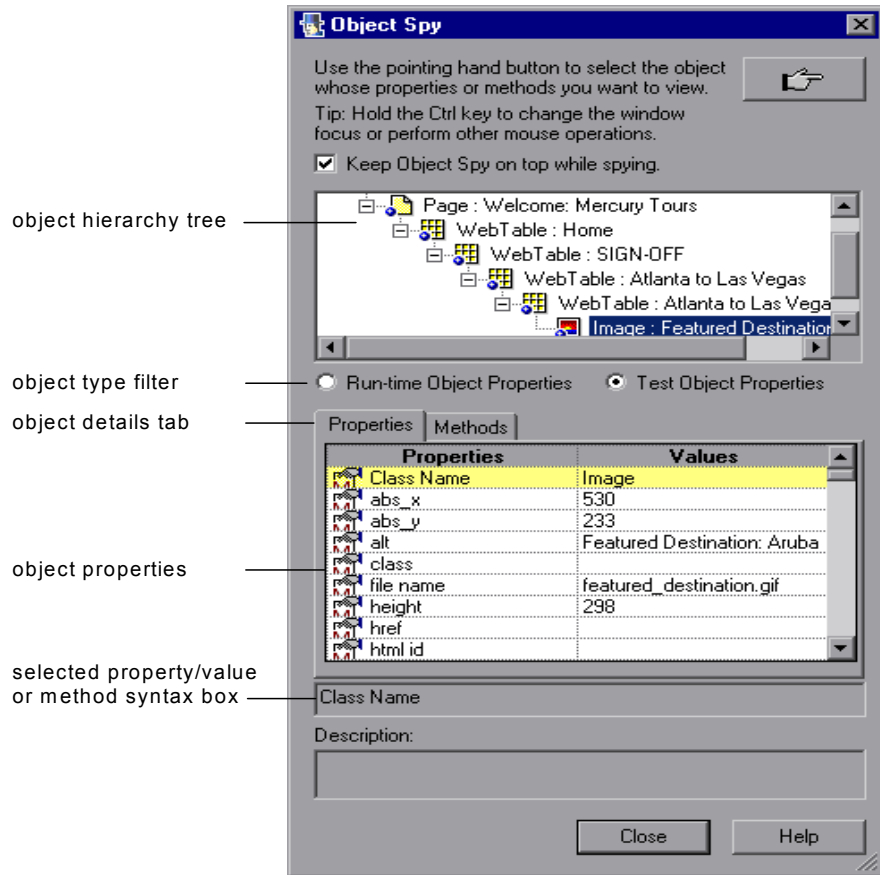 Object Spy
Use the pointing hand button to select the object
whose properties or methods you want to view.
Tip: Hold the Ctrl key to change the window
focus or perform other mouse operations.
Keep Object Spy on top while spying.
object hierarchy tree
Page : Welcome: Mercury Tours
WebTable : Home
WebTable : SIGN-OFF
WebTable : Atlanta to Las Vegas
WebTable : Atlanta to Las Vega
Image : Featured Destination
object type filter
Run-time Object Properties
Test Object Properties
object details tab
Properties
Methods
Properties Values
Class Name Image
abs_x 530
abs_y 233
alt Featured Destination: Aruba
class
object properties
file name featured_destination.gif
height 298
href
html id
selected property/value
or method syntax box
Class Name
Description:
Close
Help